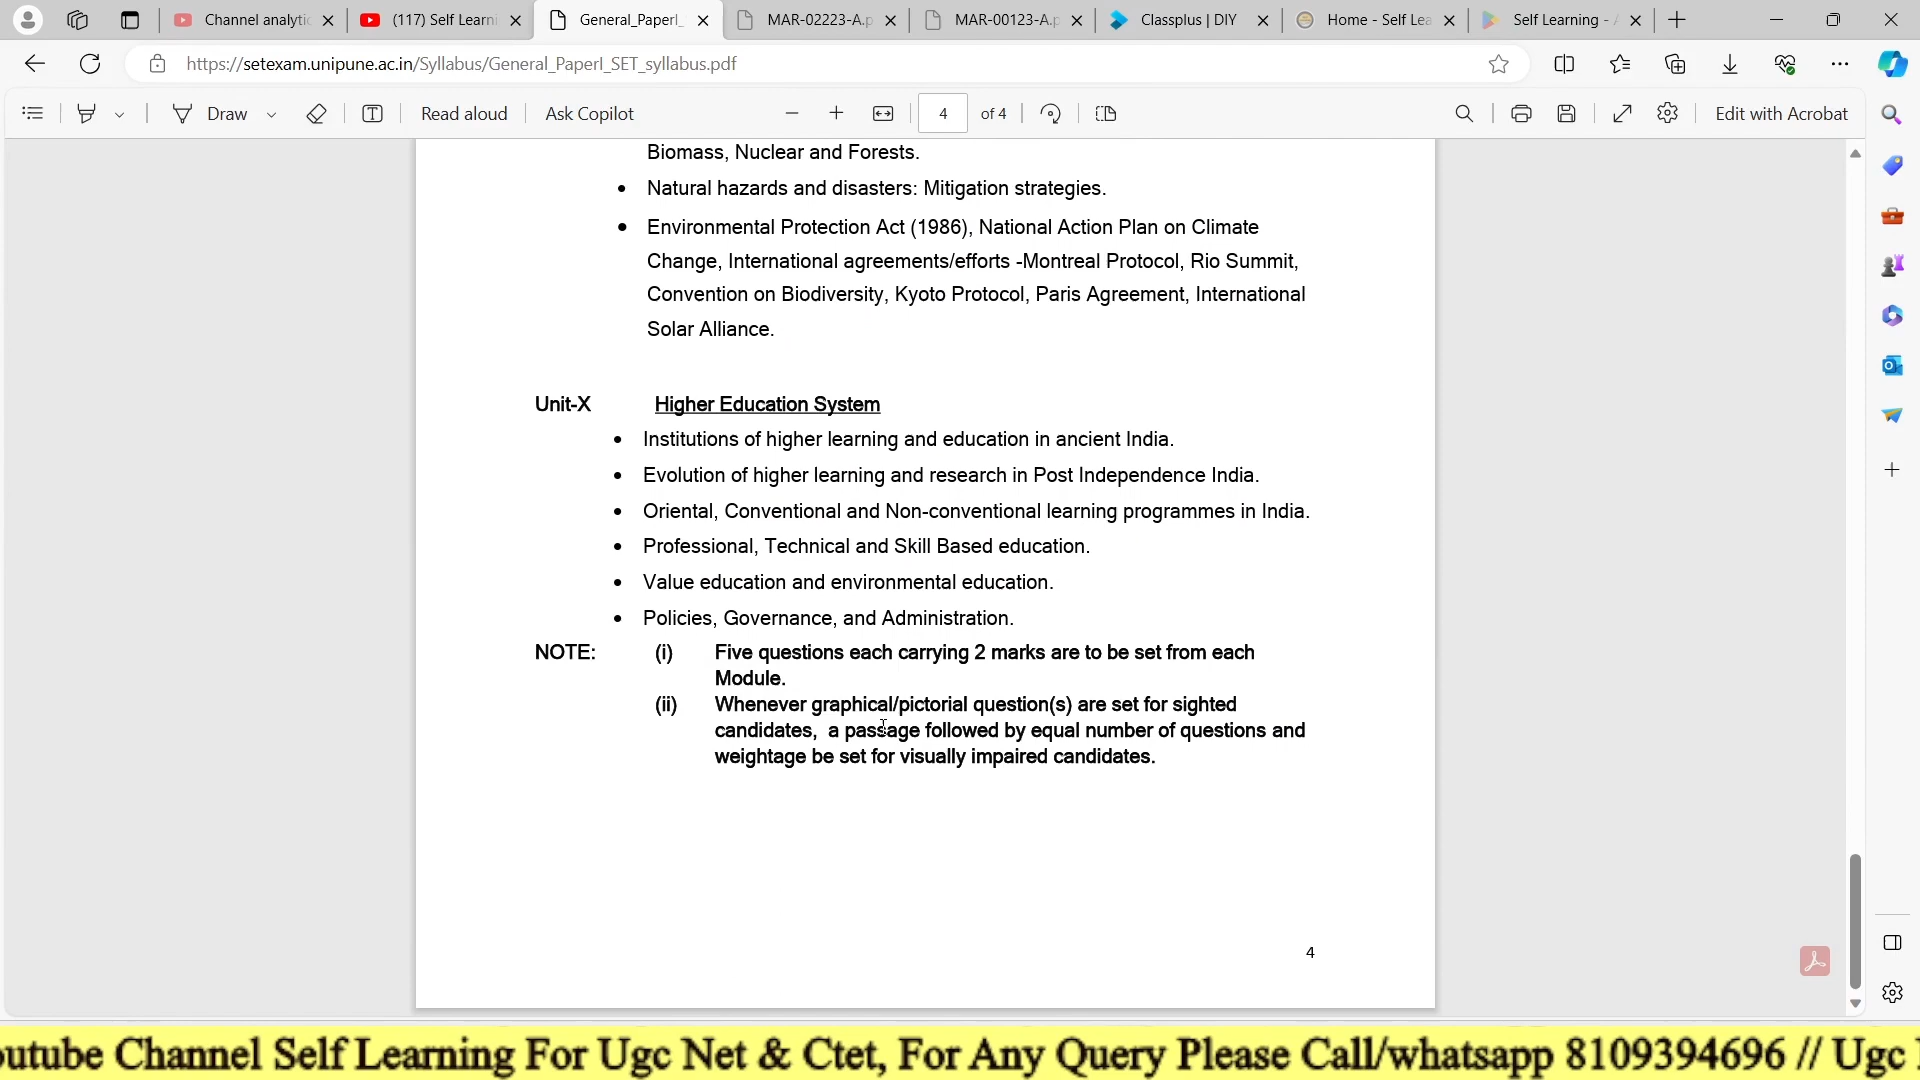 Channel analytic
(117) Self Learni
General_PaperI_
MAR-02223-A.p
MAR-00123-A.p
Classplus | DIY
Home - Self Lea
Self Learning - A
https://setexam.unipune.ac.in/Syllabus/General_PaperI_SET_syllabus.pdf
Draw
Read aloud
Ask Copilot
4 of 4
Edit with Acrobat
Biomass, Nuclear and Forests.
• Natural hazards and disasters: Mitigation strategies.
• Environmental Protection Act (1986), National Action Plan on Climate
Change, International agreements/efforts -Montreal Protocol, Rio Summit,
Convention on Biodiversity, Kyoto Protocol, Paris Agreement, International
Solar Alliance.
Unit-X Higher Education System
• Institutions of higher learning and education in ancient India.
• Evolution of higher learning and research in Post Independence India.
• Oriental, Conventional and Non-conventional learning programmes in India.
• Professional, Technical and Skill Based education.
• Value education and environmental education.
• Policies, Governance, and Administration.
NOTE: (i) Five questions each carrying 2 marks are to be set from each
Module.
(ii) Whenever graphical/pictorial question(s) are set for sighted
candidates, a passage followed by equal number of questions and
weightage be set for visually impaired candidates.
4
outube Channel Self Learning For Ugc Net & Ctet, For Any Query Please Call/whatsapp 8109394696 // Ugc